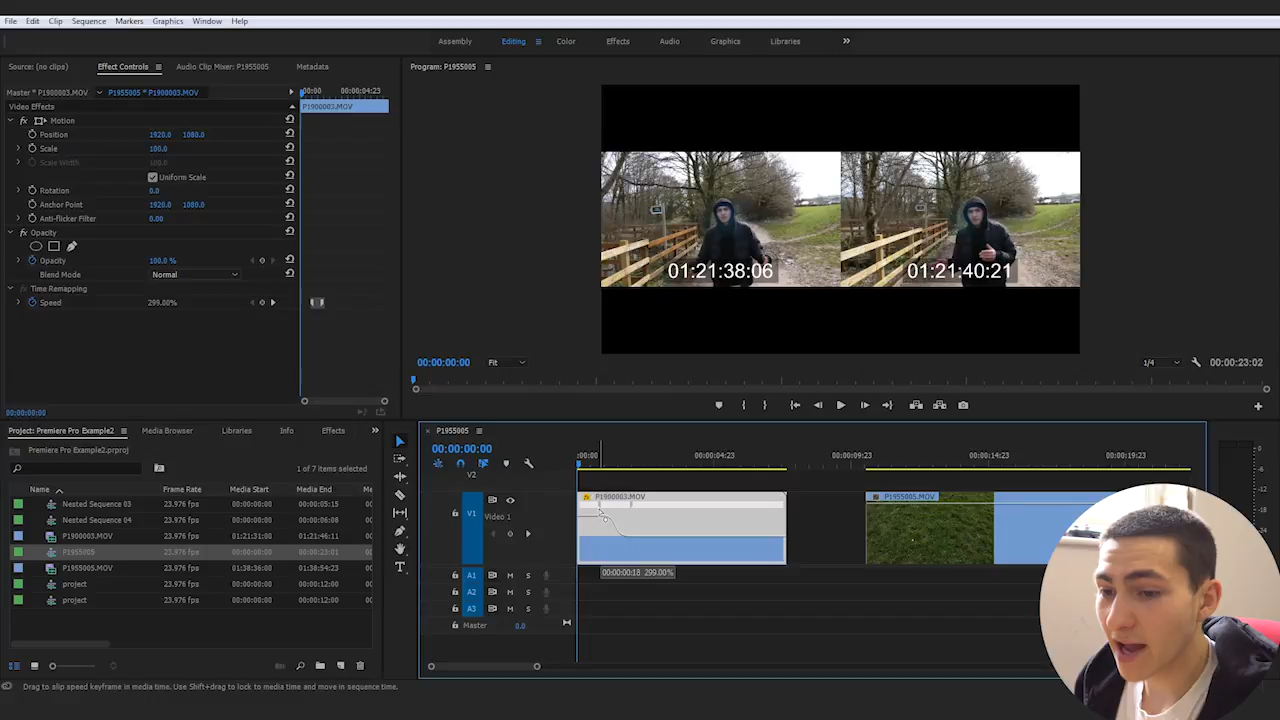 File Edit Clip Sequence Markers Graphics Window Help
Assembly Editing Color Effects Audio Graphics Libraries
Source: (no clips) Effect Controls Audio Clip Mixer: P1955005 Metadata
Program: P1955005
Master * P1900003.MOV P1955005 * P1900003.MOV
:00:00 00:00:04:23
Video Effects
P1900003.MOV
fx Motion
Position 1920.0 1080.0
Scale 100.0
Scale Width 100.0
Uniform Scale
Rotation 0.0
Anchor Point 1920.0 1080.0
Anti-flicker Filter 0.00
fx Opacity
Opacity 100.0 %
Blend Mode Normal
fx Time Remapping
Speed 299.00%
01:21:38:06 01:21:40:21
00:00:00:00 Fit 1/4 00:00:23:02
00:00:00:00
Project: Premiere Pro Example2 Media Browser Libraries Info Effects
Premiere Pro Example2.prproj
1 of 7 items selected
Name Frame Rate Media Start Media End
Nested Sequence 03 23.976 fps 00:00:00:00 00:00:05:15
Nested Sequence 04 23.976 fps 00:00:00:00 00:00:06:08
P1900003.MOV 23.976 fps 01:21:31:00 01:21:46:11
P1955005 23.976 fps 00:00:00:00 00:00:23:01
P1955005.MOV 23.976 fps 01:38:36:00 01:38:54:23
project 23.976 fps 00:00:00:00 00:00:12:00
project 23.976 fps 00:00:00:00 00:00:12:00
P1955005
00:00:00:00
:00:00 00:00:04:23 00:00:09:23 00:00:14:23 00:00:19:23
V2
V1 Video 1
fx P1900003.MOV
fx P1955005.MOV
00:00:00:18 299.00%
A1 M S
A2 M S
A3 M S
Master 0.0
Drag to slip speed keyframe in media time. Use Shift+drag to lock to media time and move in sequence time.